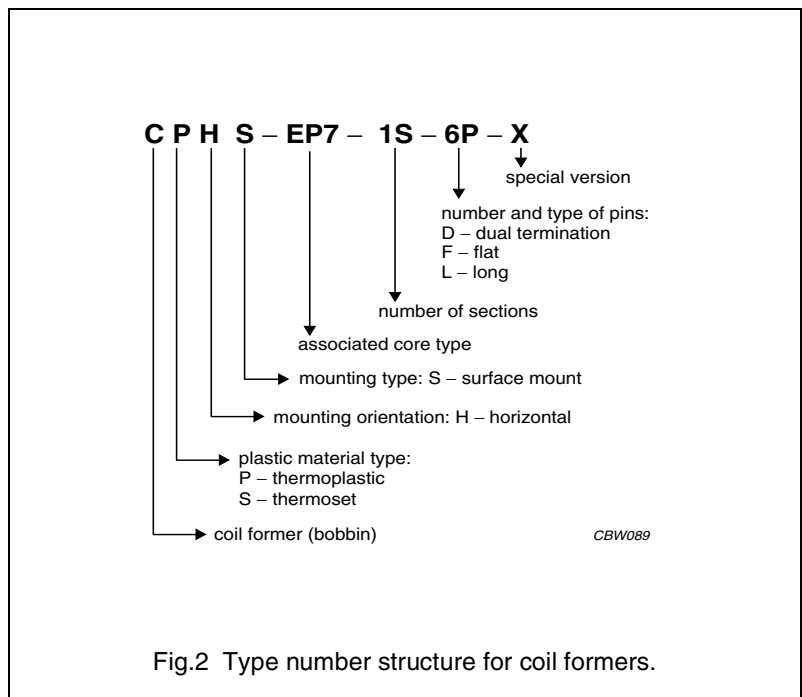 C P H S – EP7 – 1S – 6P – X
special version
number and type of pins:
D – dual termination
F – flat
L – long
number of sections
associated core type
mounting type: S – surface mount
mounting orientation: H – horizontal
plastic material type:
P – thermoplastic
S – thermoset
coil former (bobbin)
CBW089
Fig.2 Type number structure for coil formers.